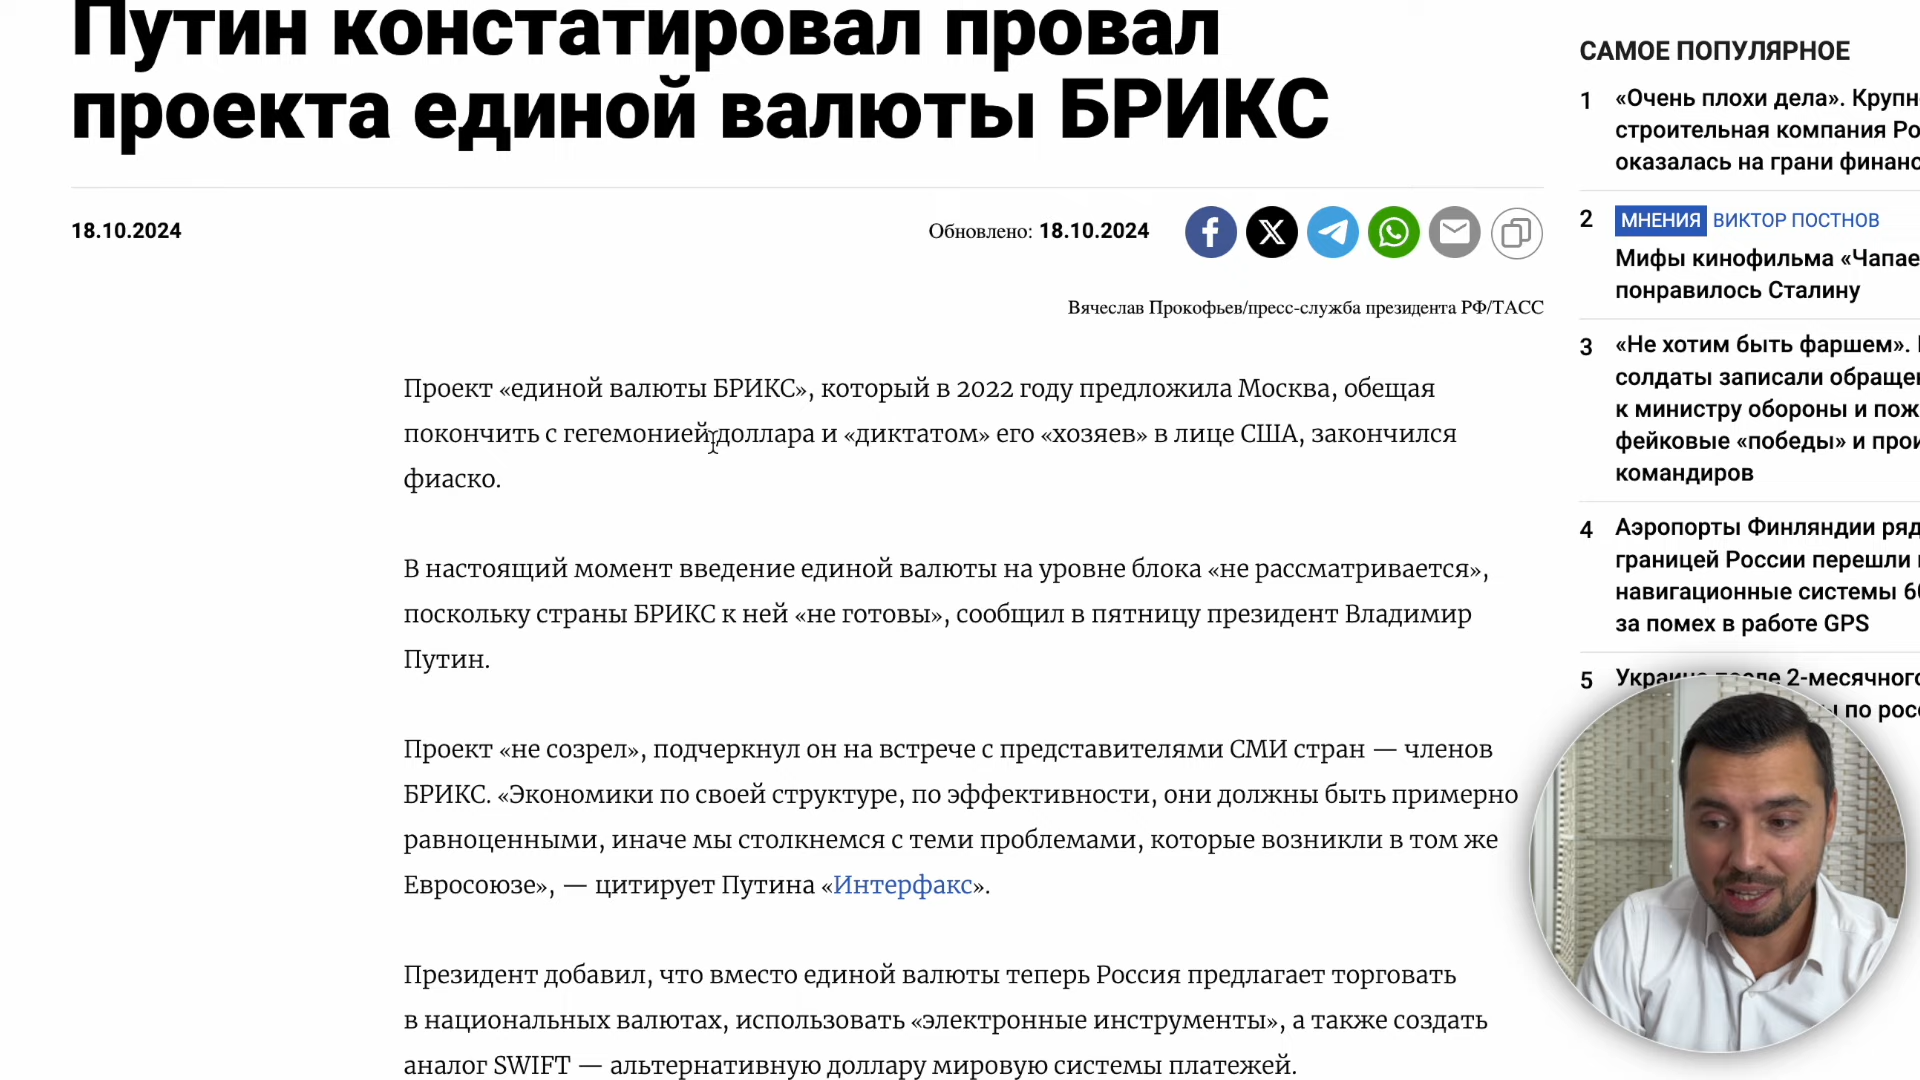 Путин констатировал провал
проекта единой валюты БРИКС
18.10.2024
Обновлено: 18.10.2024
Вячеслав Прокофьев/пресс-служба президента РФ/ТАСС
Проект «единой валюты БРИКС», который в 2022 году предложила Москва, обещая
покончить с гегемонией доллара и «диктатом» его «хозяев» в лице США, закончился
фиаско.
В настоящий момент введение единой валюты на уровне блока «не рассматривается»,
поскольку страны БРИКС к ней «не готовы», сообщил в пятницу президент Владимир
Путин.
Проект «не созрел», подчеркнул он на встрече с представителями СМИ стран — членов
БРИКС. «Экономики по своей структуре, по эффективности, они должны быть примерно
равноценными, иначе мы столкнемся с теми проблемами, которые возникли в том же
Евросоюзе», — цитирует Путина «Интерфакс».
Президент добавил, что вместо единой валюты теперь Россия предлагает торговать
в национальных валютах, использовать «электронные инструменты», а также создать
аналог SWIFT — альтернативную доллару мировую системы платежей.
САМОЕ ПОПУЛЯРНОЕ
1 «Очень плохи дела». Крупн
строительная компания Ро
оказалась на грани финанс
2 МНЕНИЯ ВИКТОР ПОСТНОВ
Мифы кинофильма «Чапае
понравилось Сталину
3 «Не хотим быть фаршем».
солдаты записали обраще
к министру обороны и пож
фейковые «победы» и прои
командиров
4 Аэропорты Финляндии ряд
границей России перешли
навигационные системы 60
за помех в работе GPS
5 2-месячного
по росс